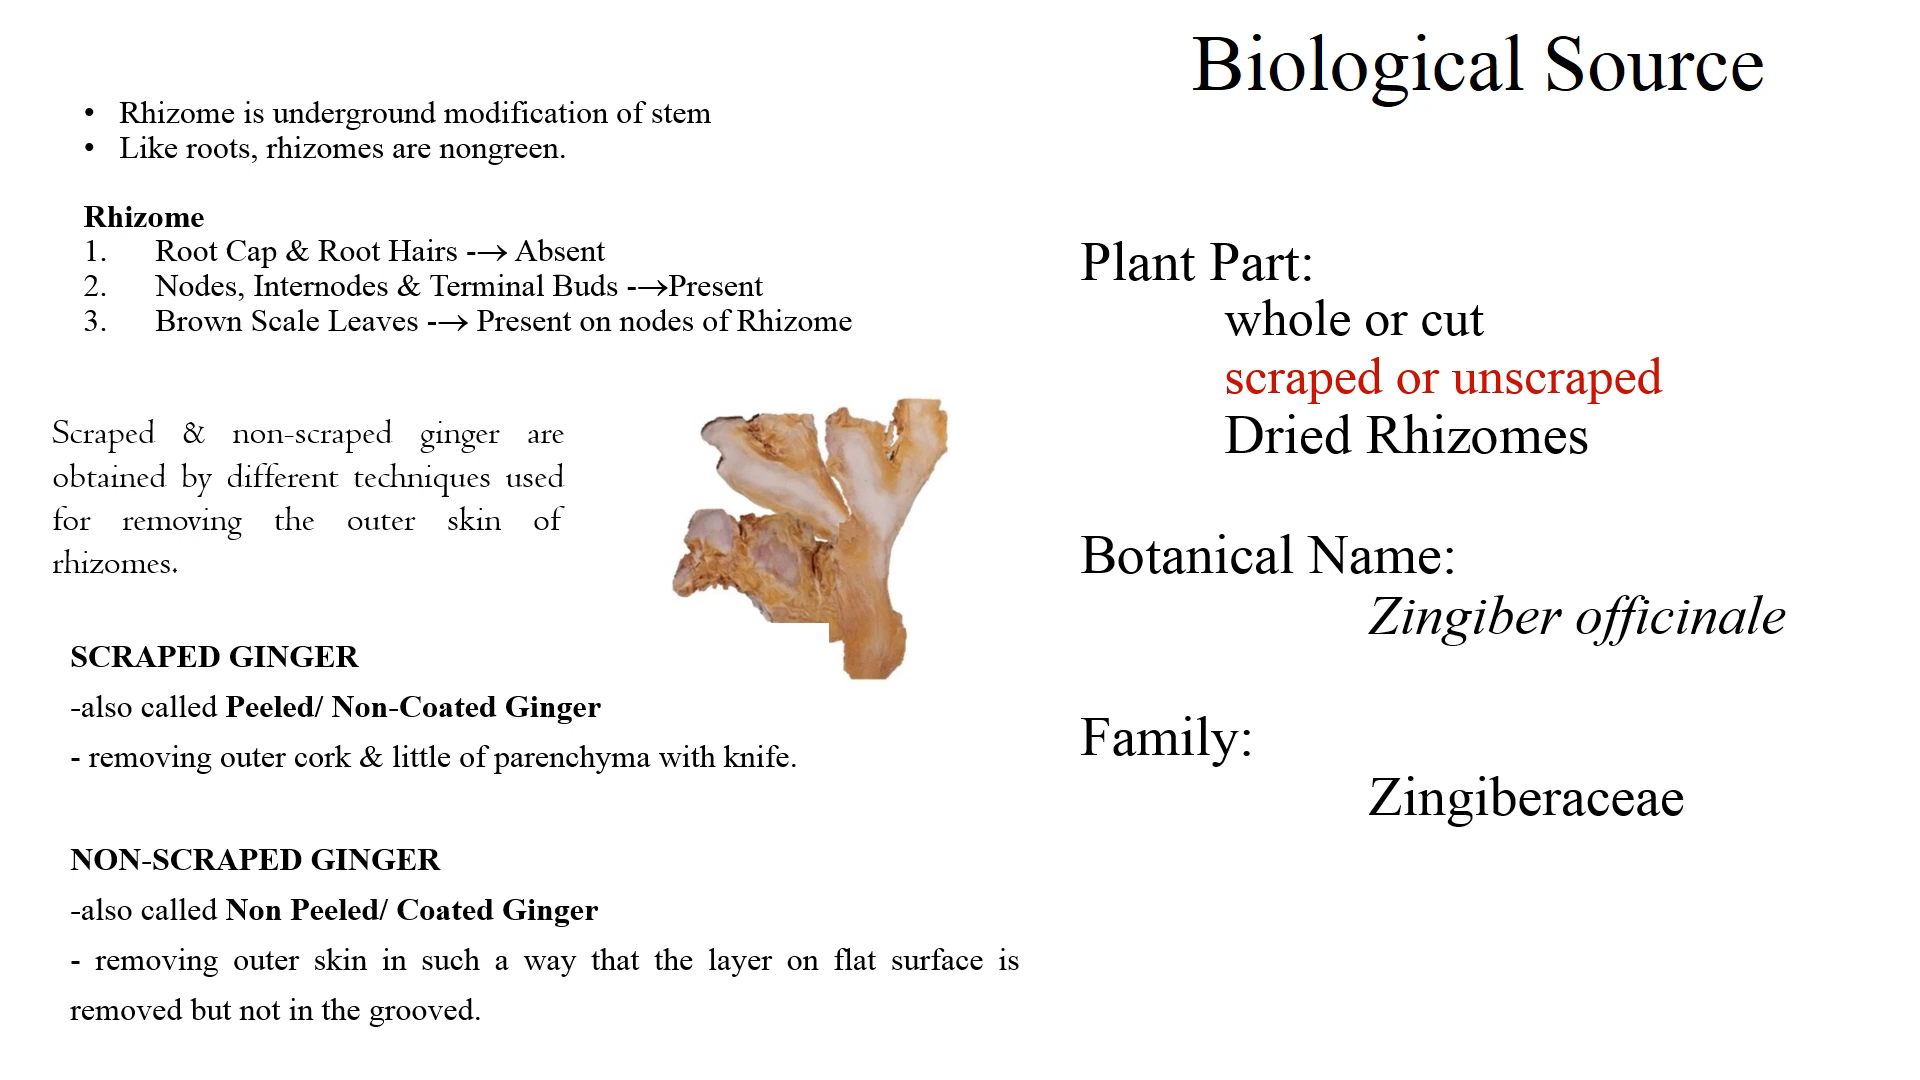 Biological Source
• Rhizome is underground modification of stem
• Like roots, rhizomes are nongreen.
Rhizome
1. Root Cap & Root Hairs -→ Absent
2. Nodes, Internodes & Terminal Buds -→Present
3. Brown Scale Leaves -→ Present on nodes of Rhizome
Scraped & non-scraped ginger are
obtained by different techniques used
for removing the outer skin of
rhizomes.
SCRAPED GINGER
-also called Peeled/ Non-Coated Ginger
- removing outer cork & little of parenchyma with knife.
NON-SCRAPED GINGER
-also called Non Peeled/ Coated Ginger
- removing outer skin in such a way that the layer on flat surface is
removed but not in the grooved.
Plant Part:
whole or cut
scraped or unscraped
Dried Rhizomes
Botanical Name:
Zingiber officinale
Family:
Zingiberaceae